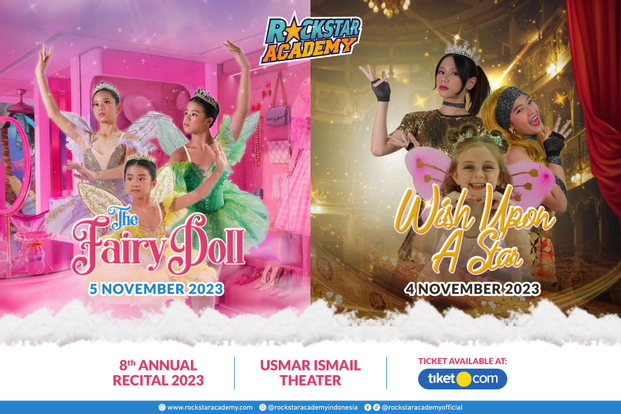 ROCKSTAR
ACADEMY
The
Fairy Doll
5 NOVEMBER 2023
Wish Upon
A Star
4 NOVEMBER 2023
8th ANNUAL
RECITAL 2023
USMAR ISMAIL
THEATER
TICKET AVAILABLE AT:
tiket.com
www.rockstaracademy.com @rockstaracademyindonesia @rockstaracademyofficial